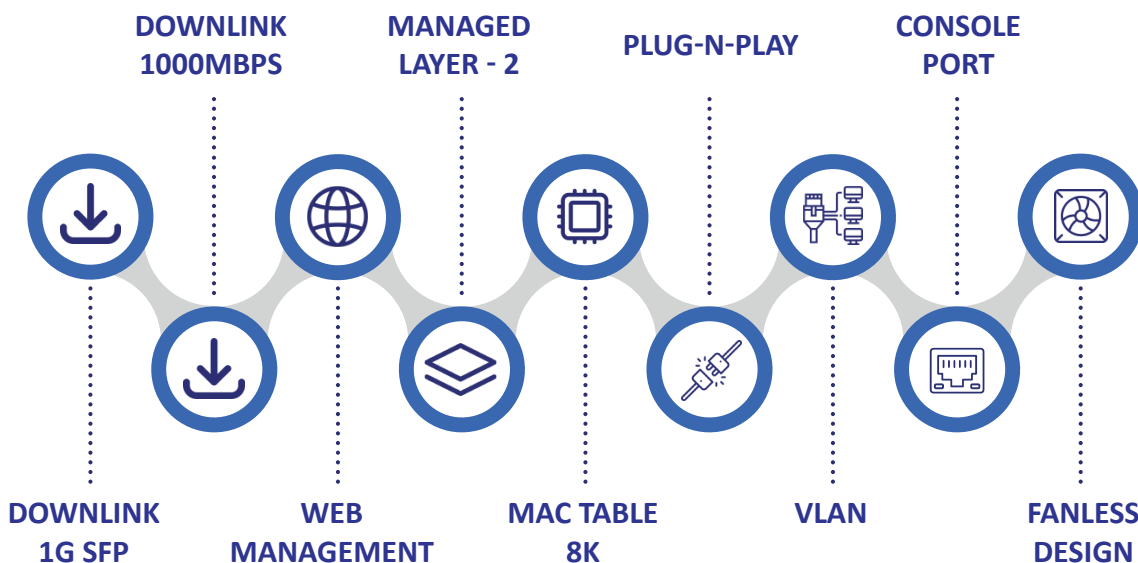 DOWNLINK
1000MBPS
MANAGED
LAYER - 2
PLUG-N-PLAY
CONSOLE
PORT
DOWNLINK
1G SFP
WEB
MANAGEMENT
MAC TABLE
8K
VLAN
FANLESS
DESIGN